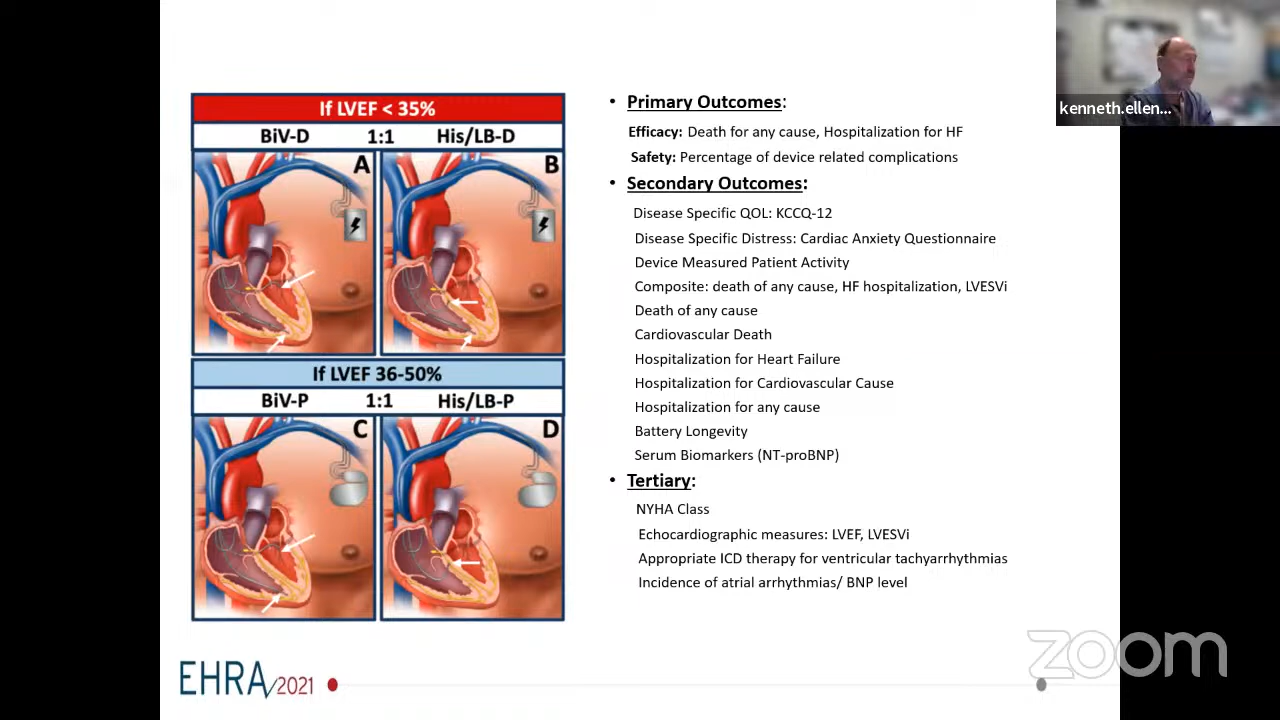 If LVEF < 35%
BiV-D 1:1 His/LB-D
A B
If LVEF 36-50%
BiV-P 1:1 His/LB-P
C D
• Primary Outcomes:
Efficacy: Death for any cause, Hospitalization for HF
Safety: Percentage of device related complications
• Secondary Outcomes:
Disease Specific QOL: KCCQ-12
Disease Specific Distress: Cardiac Anxiety Questionnaire
Device Measured Patient Activity
Composite: death of any cause, HF hospitalization, LVESVi
Death of any cause
Cardiovascular Death
Hospitalization for Heart Failure
Hospitalization for Cardiovascular Cause
Hospitalization for any cause
Battery Longevity
Serum Biomarkers (NT-proBNP)
• Tertiary:
NYHA Class
Echocardiographic measures: LVEF, LVESVi
Appropriate ICD therapy for ventricular tachyarrhythmias
Incidence of atrial arrhythmias/ BNP level
kenneth.ellen...
EHRA 2021
zoom